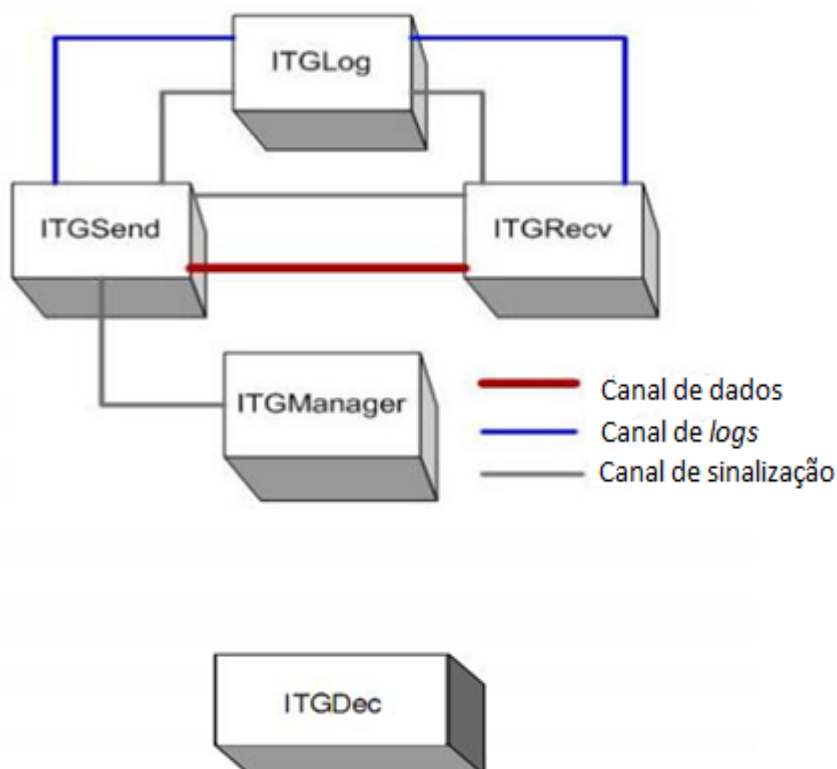 ITGLog
ITGSend
ITGRecv
ITGManager
Canal de dados
Canal de logs
Canal de sinalização
ITGDec